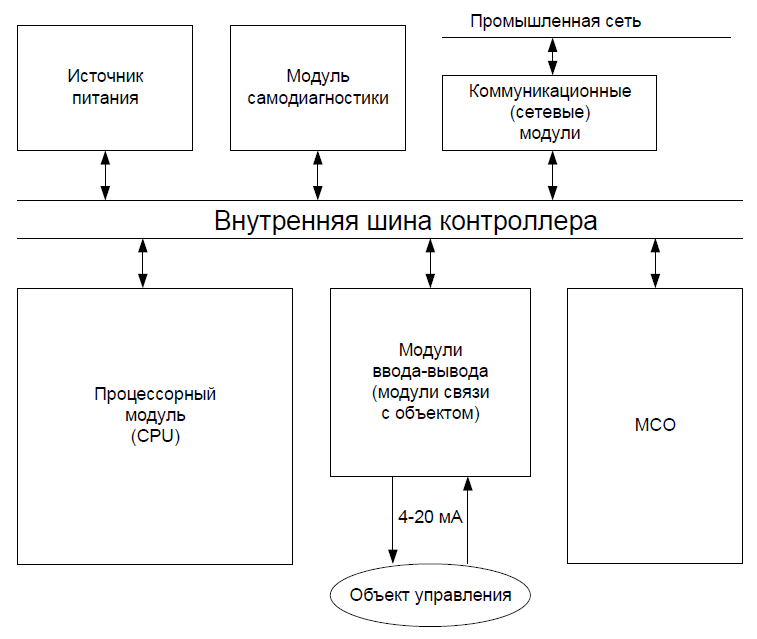 Промышленная сеть
Источник
питания
Модуль
самодиагностики
Коммуникационные
(сетевые)
модули
Внутренняя шина контроллера
Процессорный
модуль
(CPU)
Модули
ввода-вывода
(модули связи
с объектом)
МСО
4-20 мА
Объект управления